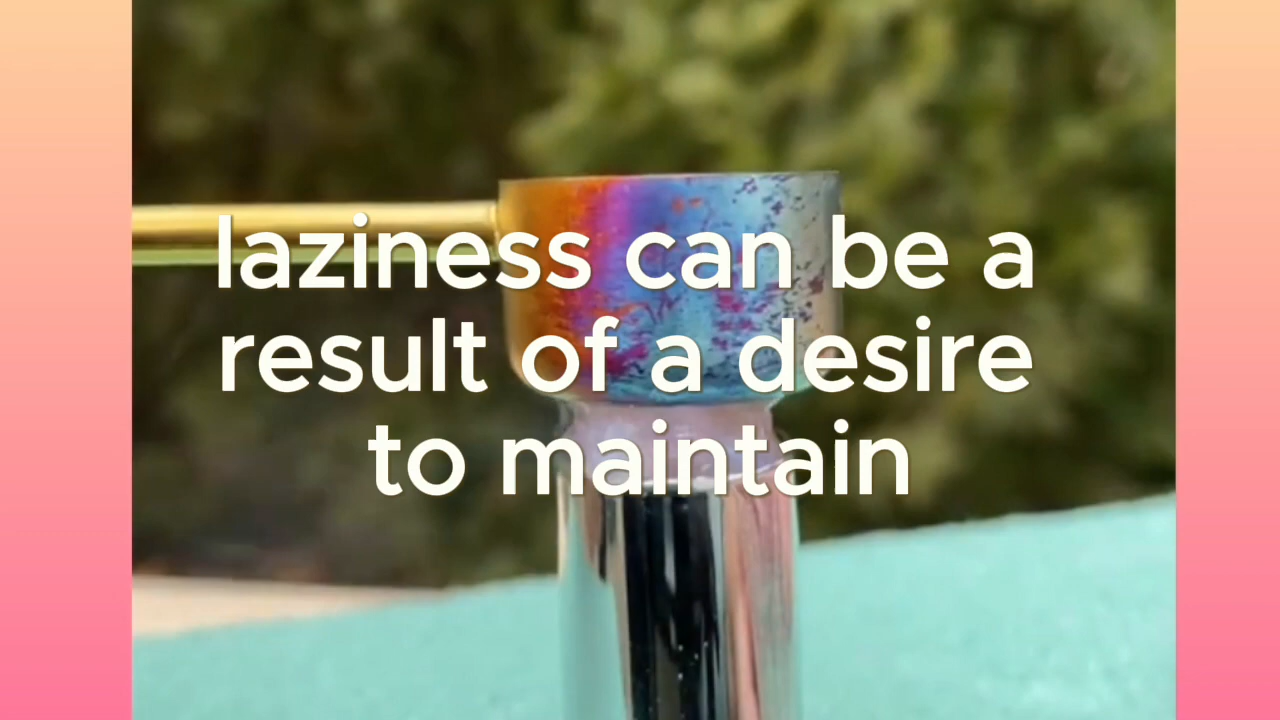 laziness can be a
result of a desire
to maintain